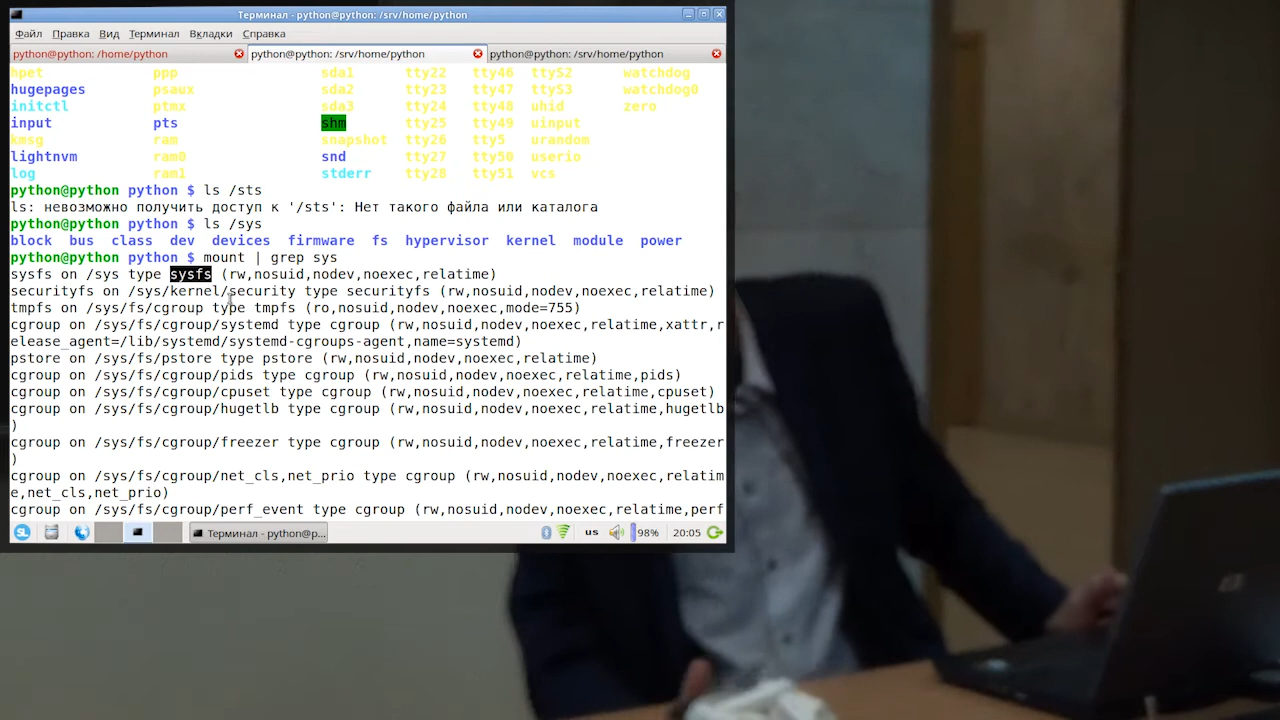 Терминал - python@python: /srv/home/python
Файл Правка Вид Терминал Вкладки Справка
python@python: /home/python python@python: /srv/home/python python@python: /srv/home/python
hpet ppp sda1 tty22 tty46 ttyS2 watchdog
hugepages psaux sda2 tty23 tty47 ttyS3 watchdog0
initctl ptmx sda3 tty24 tty48 uhid zero
input pts shm tty25 tty49 uinput
kmsg ram snapshot tty26 tty5 urandom
lightnvm ram0 snd tty27 tty50 userio
log ram1 stderr tty28 tty51 vcs
python@python python $ ls /sts
ls: невозможно получить доступ к '/sts': Нет такого файла или каталога
python@python python $ ls /sys
block bus class dev devices firmware fs hypervisor kernel module power
python@python python $ mount | grep sys
sysfs on /sys type sysfs (rw,nosuid,nodev,noexec,relatime)
securityfs on /sys/kernel/security type securityfs (rw,nosuid,nodev,noexec,relatime)
tmpfs on /sys/fs/cgroup type tmpfs (ro,nosuid,nodev,noexec,mode=755)
cgroup on /sys/fs/cgroup/systemd type cgroup (rw,nosuid,nodev,noexec,relatime,xattr,r
elease_agent=/lib/systemd/systemd-cgroups-agent,name=systemd)
pstore on /sys/fs/pstore type pstore (rw,nosuid,nodev,noexec,relatime)
cgroup on /sys/fs/cgroup/pids type cgroup (rw,nosuid,nodev,noexec,relatime,pids)
cgroup on /sys/fs/cgroup/cpuset type cgroup (rw,nosuid,nodev,noexec,relatime,cpuset)
cgroup on /sys/fs/cgroup/hugetlb type cgroup (rw,nosuid,nodev,noexec,relatime,hugetlb
)
cgroup on /sys/fs/cgroup/freezer type cgroup (rw,nosuid,nodev,noexec,relatime,freezer
)
cgroup on /sys/fs/cgroup/net_cls,net_prio type cgroup (rw,nosuid,nodev,noexec,relatim
e,net_cls,net_prio)
cgroup on /sys/fs/cgroup/perf_event type cgroup (rw,nosuid,nodev,noexec,relatime,perf
Терминал - python@p... us 98% 20:05